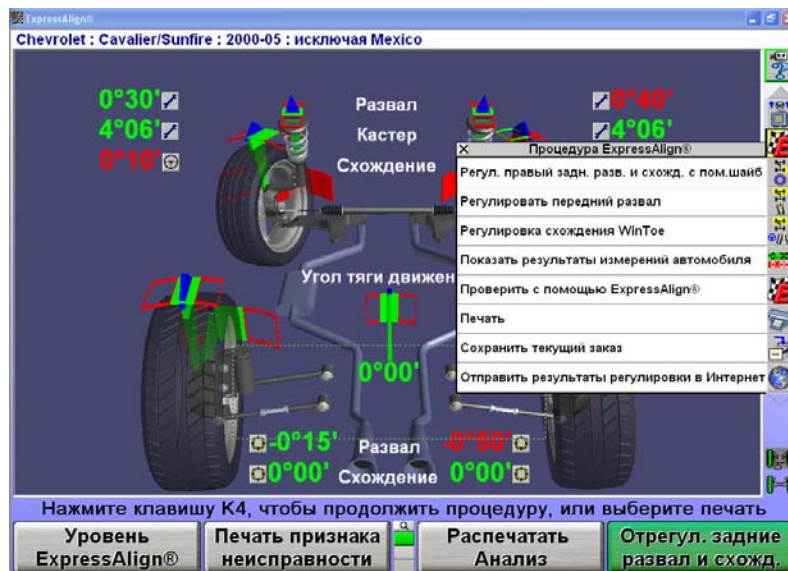 ExpressAlign®
Chevrolet : Cavalier/Sunfire : 2000-05 : исключая Mexico
0°30' Развал 0°40'
4°06' Кастер 4°06'
0°10' Схождение
Процедура ExpressAlign®
Регул. правый задн. разв. и схожд. с пом.шайб
Регулировать передний развал
Регулировка схождения WinToe
Показать результаты измерений автомобиля
Проверить с помощью ExpressAlign®
Печать
Сохранить текущий заказ
Отправить результаты регулировки в Интернет
Угол тяги движен
0°00'
-0°15' Развал -0°50'
0°00' Схождение 0°00'
Нажмите клавишу K4, чтобы продолжить процедуру, или выберите печать
Уровень
ExpressAlign®
Печать признака
неисправности
Распечатать
Анализ
Отрегул. задние
развал и схожд.